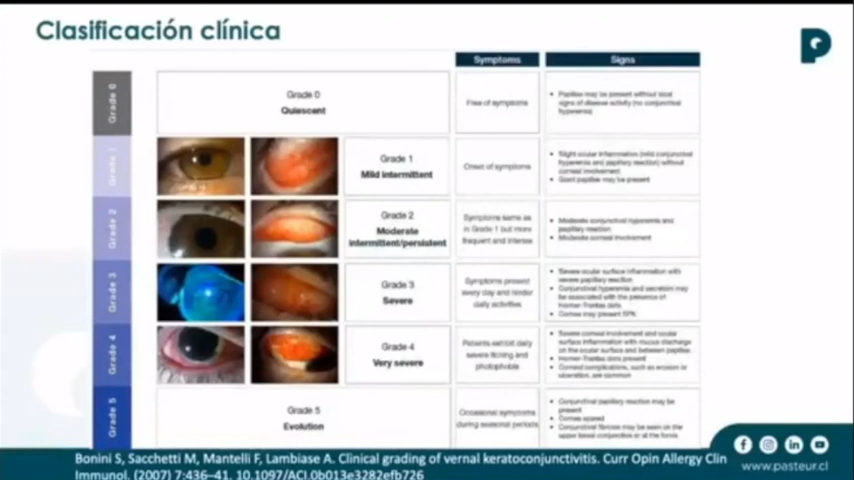 Clasificación clínica
Symptoms
Signs
Grade 0
Grade 0
Quiescent
Free of symptoms
• Papillae may be present without local
signs of disease activity (no conjunctival
hyperemia)
Grade 1
Grade 1
Mild intermittent
Onset of symptoms
• Slight ocular inflammation (mild conjunctival
hyperemia and papillary reaction) without
corneal involvement
• Giant papillae may be present
Grade 2
Grade 2
Moderate
intermittent/persistent
Symptoms same as
in Grade 1 but more
frequent and intense
• Moderate conjunctival hyperemia and
papillary reaction
• Moderate corneal involvement
Grade 3
Grade 3
Severe
Symptoms present
every day and hinder
daily activities
• Severe ocular surface inflammation with
severe papillary reaction
• Conjunctival hyperemia and secretion may
be associated with the presence of
Horner-Trantas dots
• Cornea may present SPK
Grade 4
Grade 4
Very severe
Patients exhibit daily
severe itching and
photophobia
• Severe corneal involvement and ocular
surface inflammation with mucus discharge
on the ocular surface and between papillae
• Horner-Trantas dots present
• Corneal complications, such as erosion or
ulceration, are common
Grade 5
Grade 5
Evolution
Occasional symptoms
during seasonal periods
• Conjunctival papillary reaction may be
present
• Cornea spared
• Conjunctival fibrosis may be seen on the
upper tarsal conjunctiva or at the fornix
Bonini S, Sacchetti M, Mantelli F, Lambiase A. Clinical grading of vernal keratoconjunctivitis. Curr Opin Allergy Clin
Immunol. (2007) 7:436–41. 10.1097/ACI.0b013e3282efb726
www.pasteur.cl